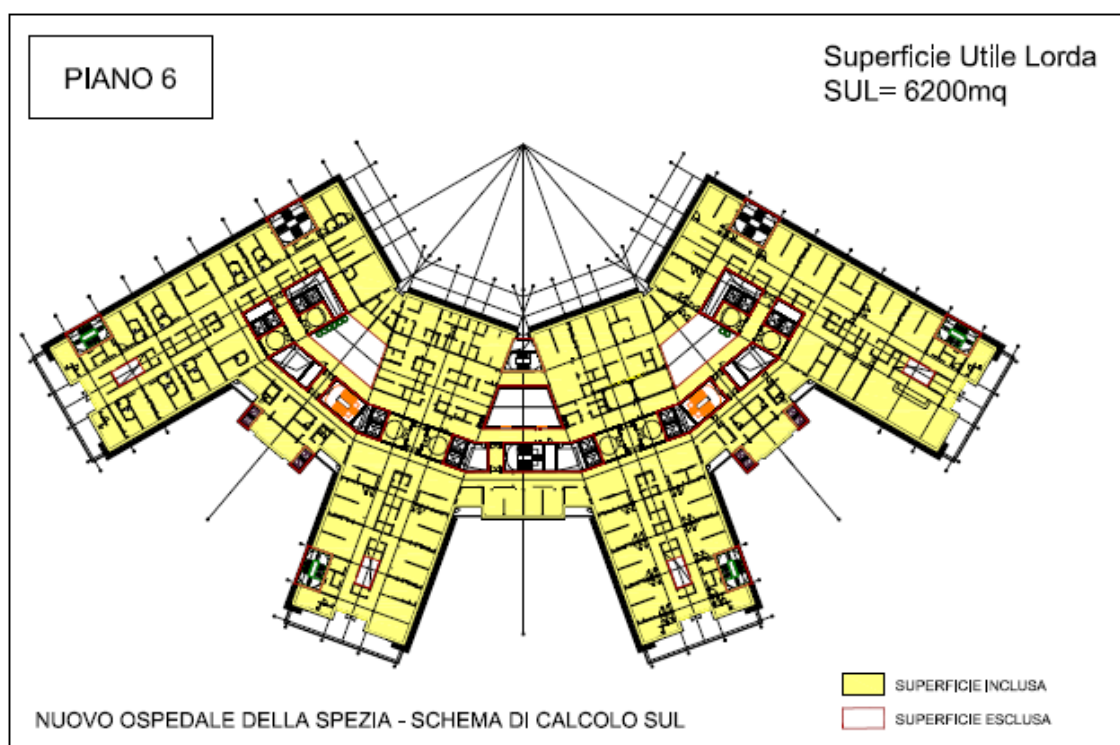 PIANO 6
Superficie Utile Lorda
SUL= 6200mq
SUPERFICIE INCLUSA
SUPERFICIE ESCLUSA
NUOVO OSPEDALE DELLA SPEZIA - SCHEMA DI CALCOLO SUL